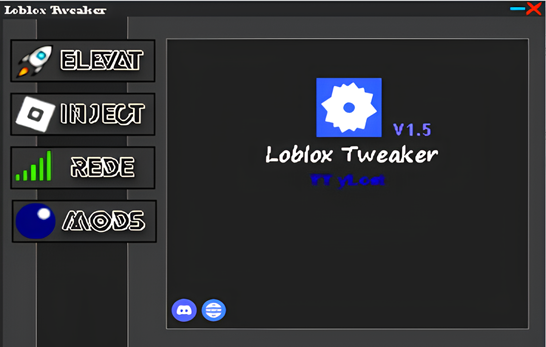 Loblox Tweaker
ELEVAT
INJECT
REDE
MODS
V1.5
Loblox Tweaker